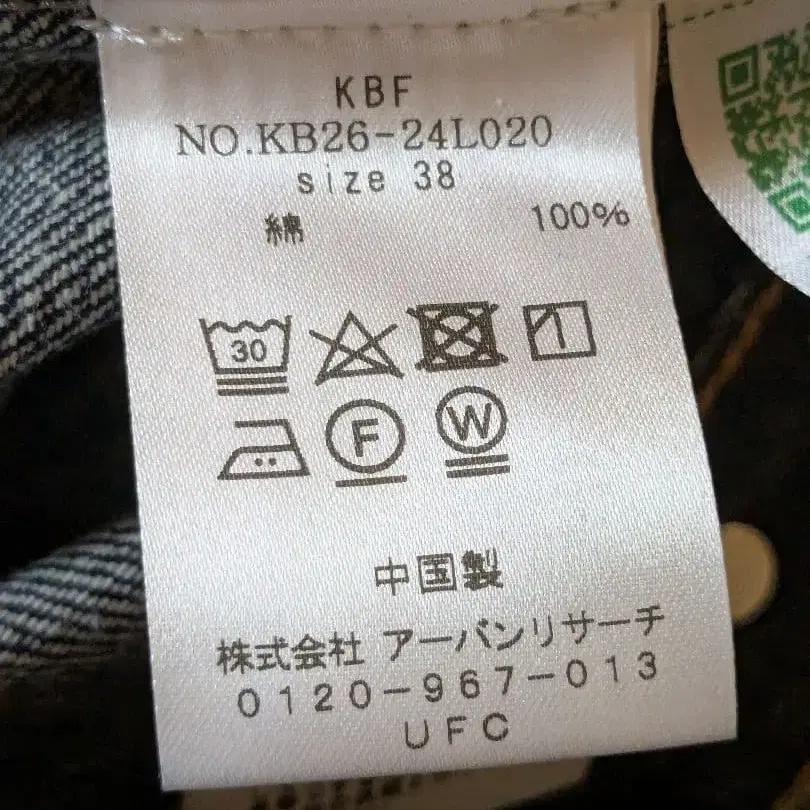 KBF
NO.KB26-24L020
size 38
綿 100%
30
F W
中国製
株式会社 アーバンリサーチ
0120-967-013
UFC